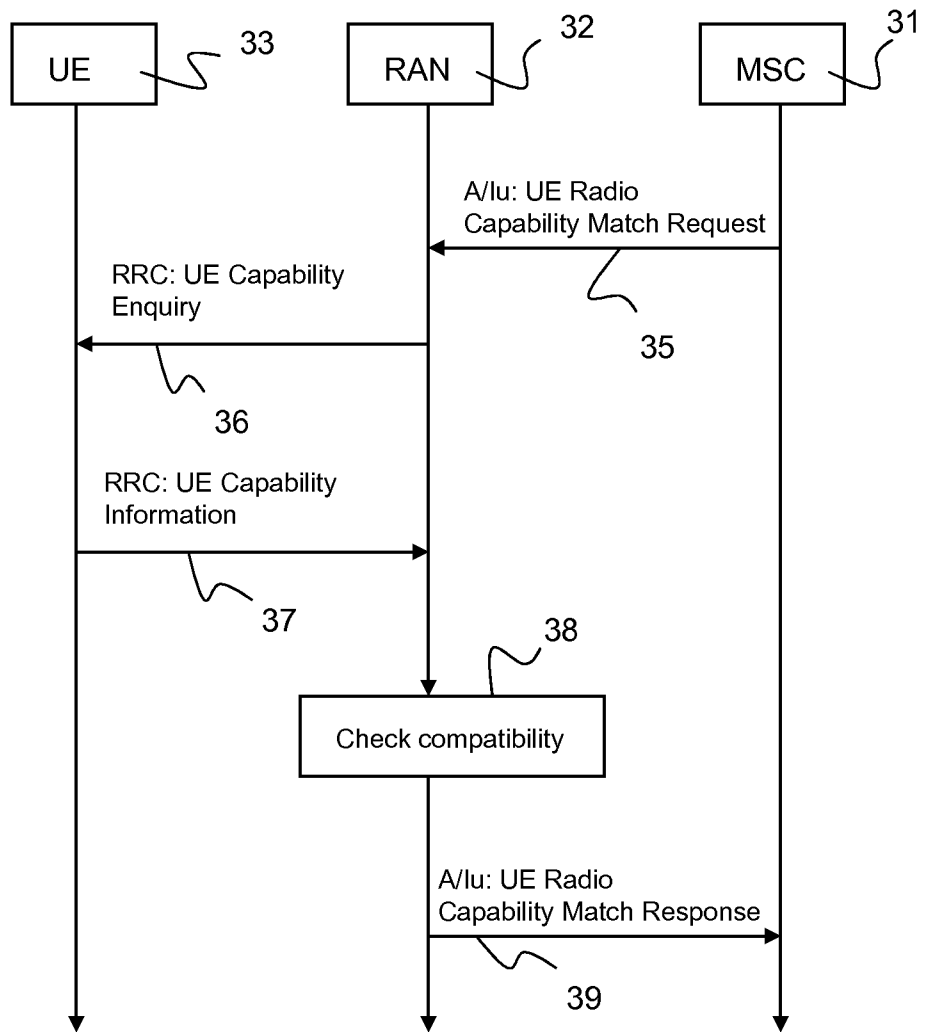 UE
33
RAN
32
MSC
31
A/Iu: UE Radio
Capability Match Request
35
RRC: UE Capability
Enquiry
36
RRC: UE Capability
Information
37
38
Check compatibility
A/Iu: UE Radio
Capability Match Response
39